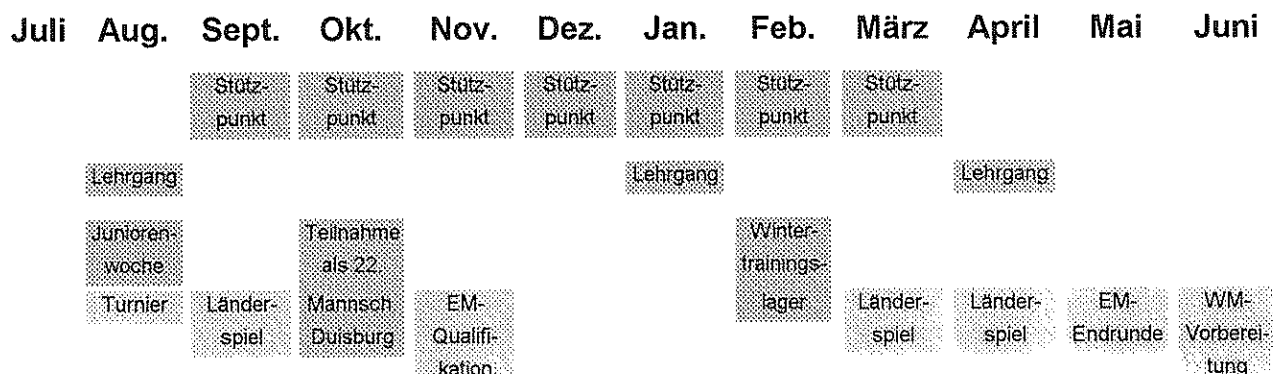 Juli Aug. Sept. Okt. Nov. Dez. Jan. Feb. März April Mai Juni
Stütz- Stütz- Stütz- Stütz- Stütz- Stütz- Stütz-
punkt punkt punkt punkt punkt punkt punkt
Lehrgang Lehrgang Lehrgang
Junioren- Teilnahme Winter-
woche als 22. trainings-
Turnier Länder- Mannsch EM- lager Länder- Länder- EM- WM-
spiel Duisburg Qualifi- spiel spiel Endrunde Vorberei-
kation tung